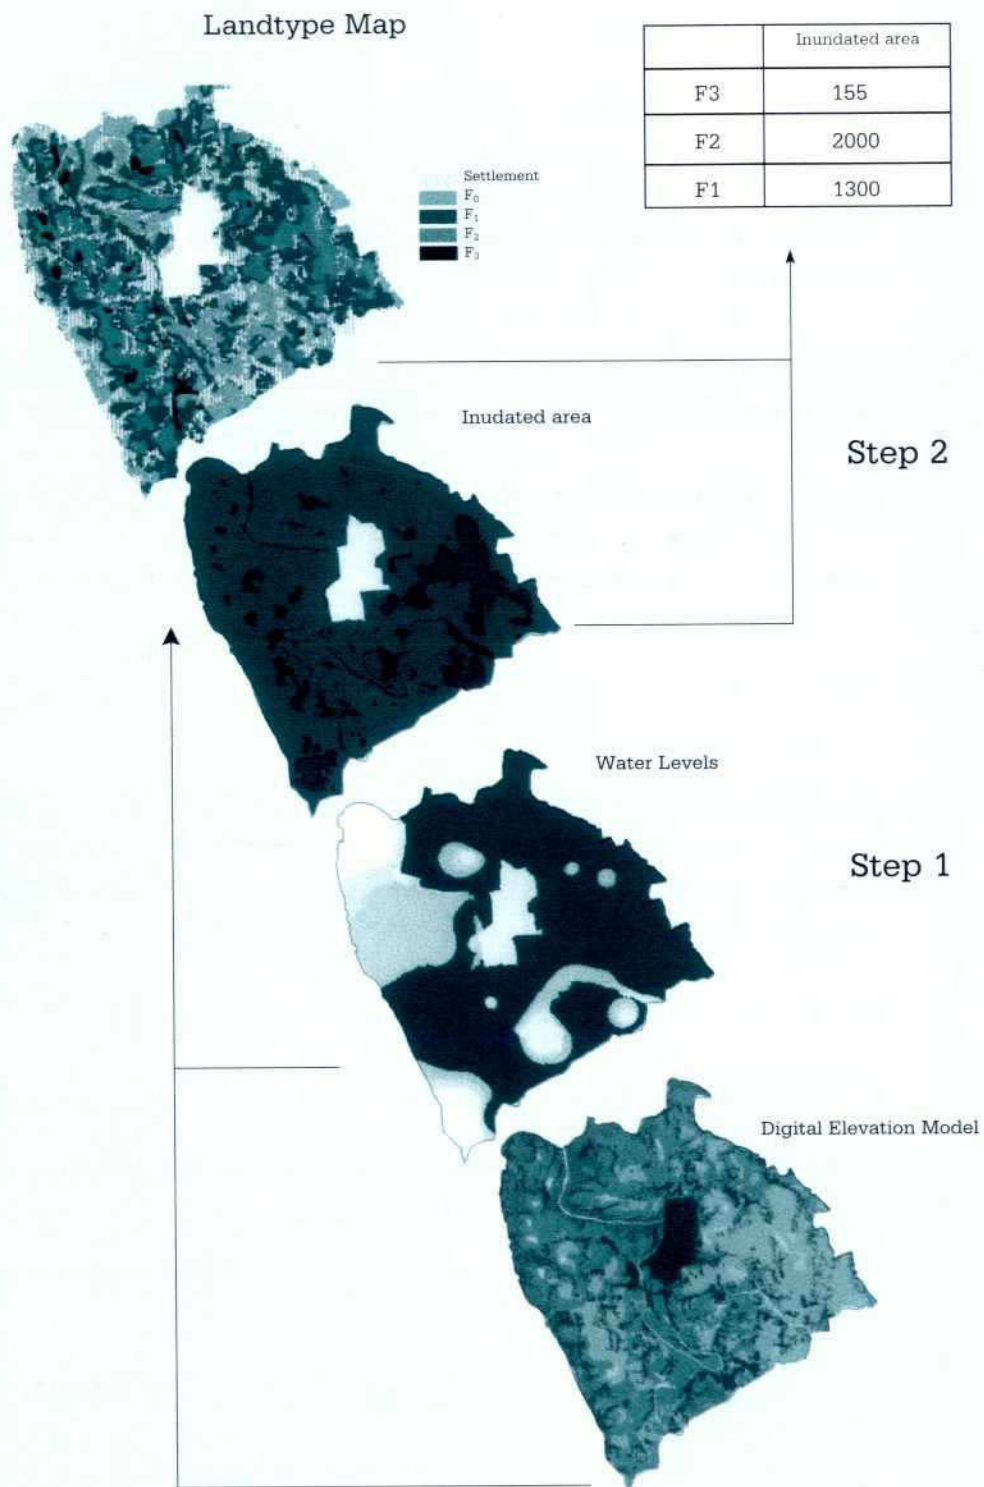 Landtype Map
Inundated area
F3 155
F2 2000
F1 1300
Settlement
F₀
F₁
F₂
F₃
Inudated area
Step 2
Water Levels
Step 1
Digital Elevation Model